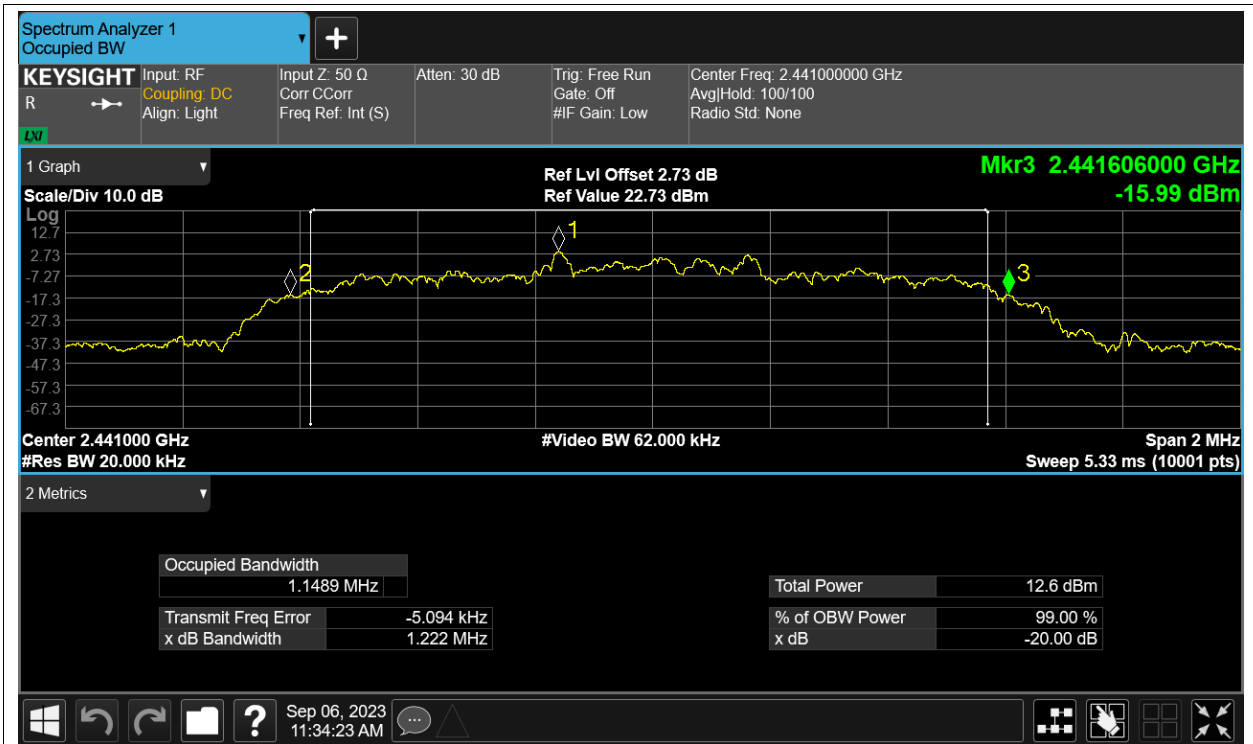 Spectrum Analyzer 1
Occupied BW
+
KEYSIGHT
R
LXI
Input: RF
Coupling: DC
Align: Light
Input Z: 50 Ω
Corr CCorr
Freq Ref: Int (S)
Atten: 30 dB
Trig: Free Run
Gate: Off
#IF Gain: Low
Center Freq: 2.441000000 GHz
Avg|Hold: 100/100
Radio Std: None
1 Graph
Scale/Div 10.0 dB
Ref Lvl Offset 2.73 dB
Ref Value 22.73 dBm
Mkr3 2.441606000 GHz
-15.99 dBm
Log
12.7
2.73
-7.27
-17.3
-27.3
-37.3
-47.3
-57.3
-67.3
1
2
3
Center 2.441000 GHz
#Res BW 20.000 kHz
#Video BW 62.000 kHz
Span 2 MHz
Sweep 5.33 ms (10001 pts)
2 Metrics
Occupied Bandwidth
1.1489 MHz
Transmit Freq Error -5.094 kHz
x dB Bandwidth 1.222 MHz
Total Power 12.6 dBm
% of OBW Power 99.00 %
x dB -20.00 dB
?
Sep 06, 2023
11:34:23 AM